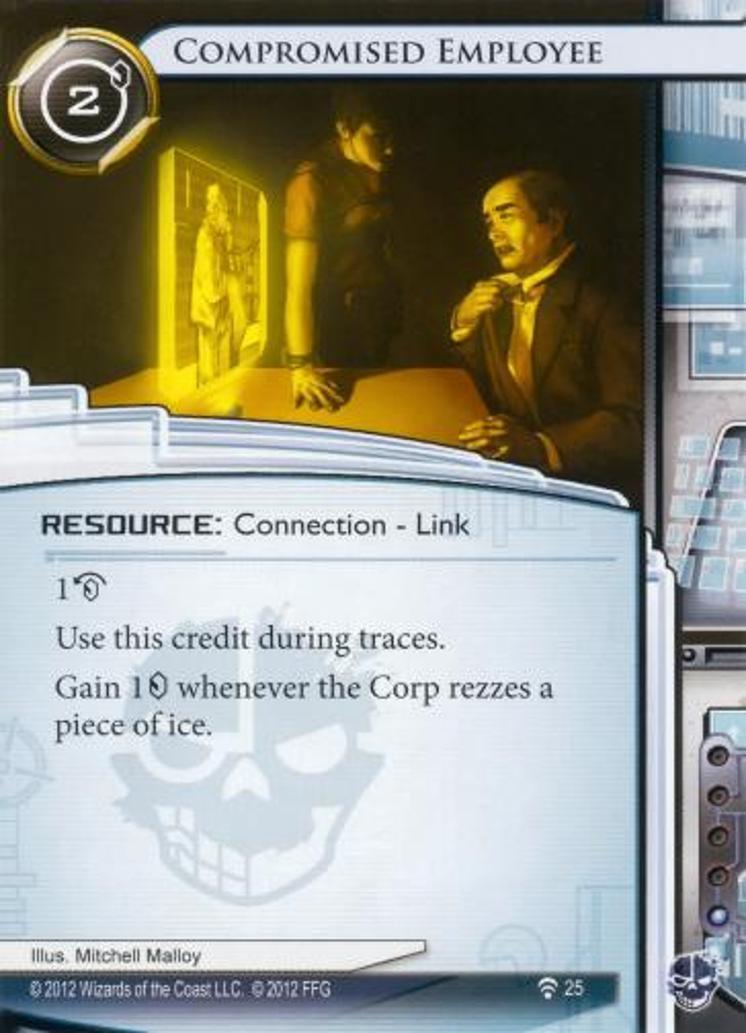 2
COMPROMISED EMPLOYEE
RESOURCE: Connection - Link
1
Use this credit during traces.
Gain 1 whenever the Corp rezzes a
piece of ice.
Illus. Mitchell Malloy
© 2012 Wizards of the Coast LLC. © 2012 FFG
25